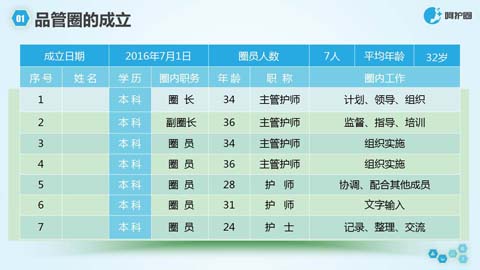 01 品管圈的成立
呵护圈
成立日期 2016年7月1日 圈员人数 7人 平均年龄 32岁
序号 姓名 学历 圈内职务 年龄 职称 圈内工作
1 本科 圈长 34 主管护师 计划、领导、组织
2 本科 副圈长 36 主管护师 监督、指导、培训
3 本科 圈员 34 主管护师 组织实施
4 本科 圈员 36 主管护师 组织实施
5 本科 圈员 28 护师 协调、配合其他成员
6 本科 圈员 31 护师 文字输入
7 本科 圈员 24 护士 记录、整理、交流